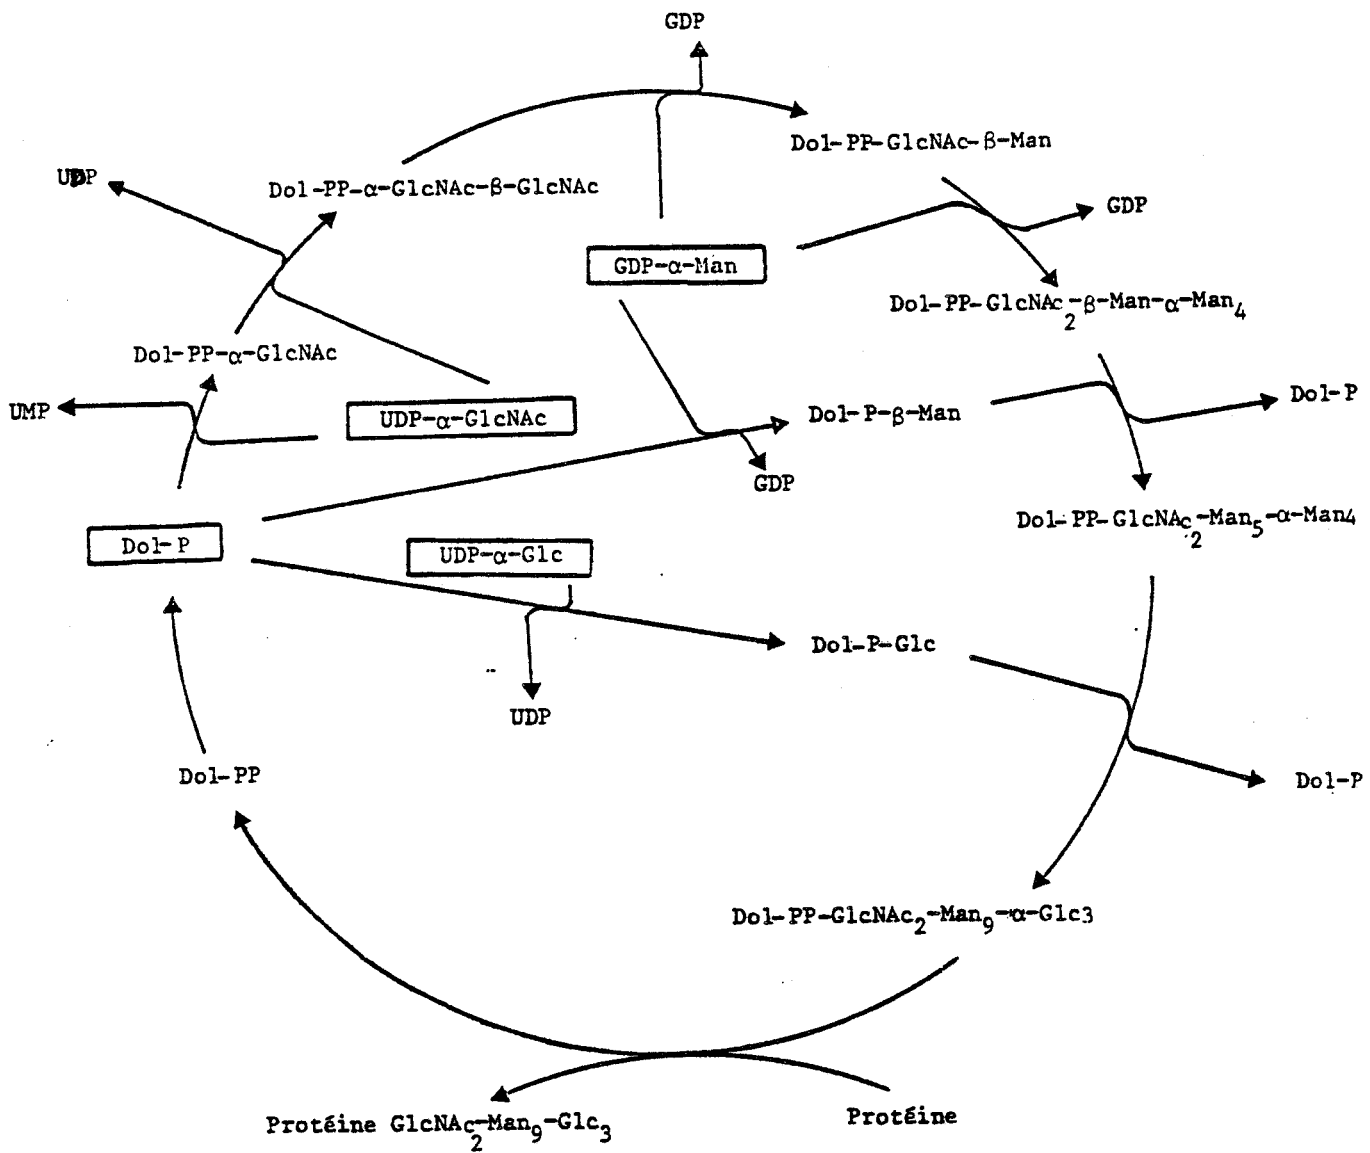 GDP
Dol-PP-GlcNAc-β-Man
UDP
Dol-PP-α-GlcNAc-β-GlcNAc
GDP
GDP-α-Man
Dol-PP-GlcNAc₂-β-Man-α-Man₄
Dol-PP-α-GlcNAc
UMP
UDP-α-GlcNAc
Dol-P-β-Man
Dol-P
GDP
Dol-PP-GlcNAc₂-Man₅-α-Man4
Dol-P
UDP-α-Glc
Dol-P-Glc
UDP
Dol-PP
Dol-P
Dol-PP-GlcNAc₂-Man₉-α-Glc3
Protéine GlcNAc₂-Man₉-Glc₃
Protéine